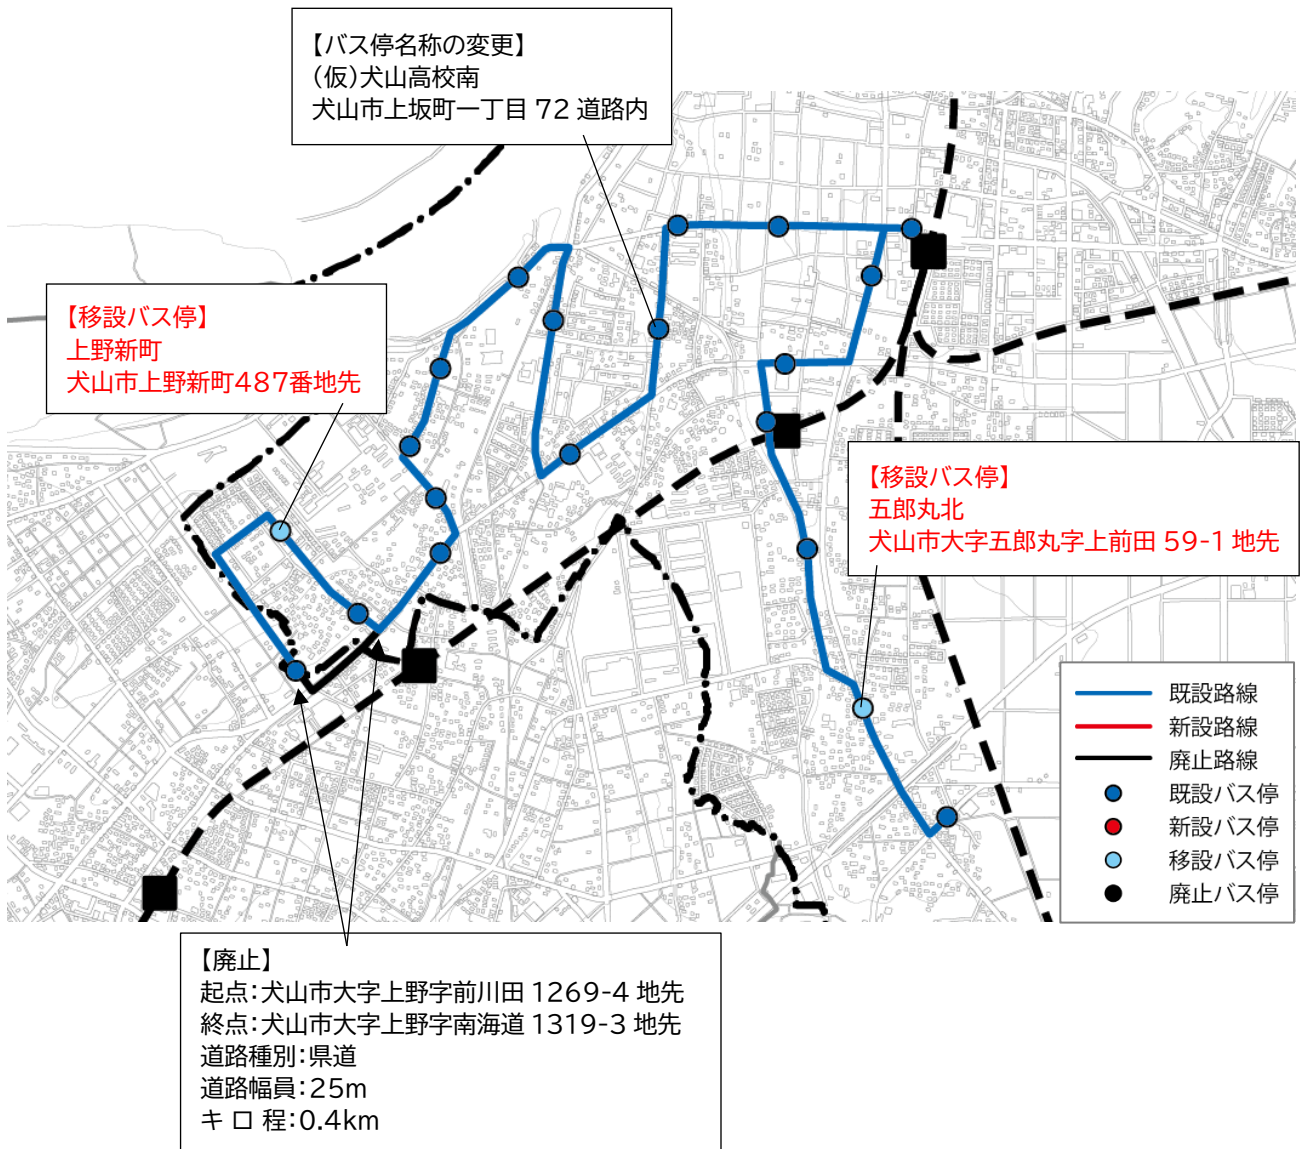 【バス停名称の変更】
(仮)犬山高校南
犬山市上坂町一丁目 72 道路内
【移設バス停】
上野新町
犬山市上野新町487番地先
【移設バス停】
五郎丸北
犬山市大字五郎丸字上前田 59-1 地先
既設路線
新設路線
廃止路線
既設バス停
新設バス停
移設バス停
廃止バス停
【廃止】
起点：犬山市大字上野字前川田 1269-4 地先
終点：犬山市大字上野字南海道 1319-3 地先
道路種別：県道
道路幅員：25m
キ ロ 程：0.4km